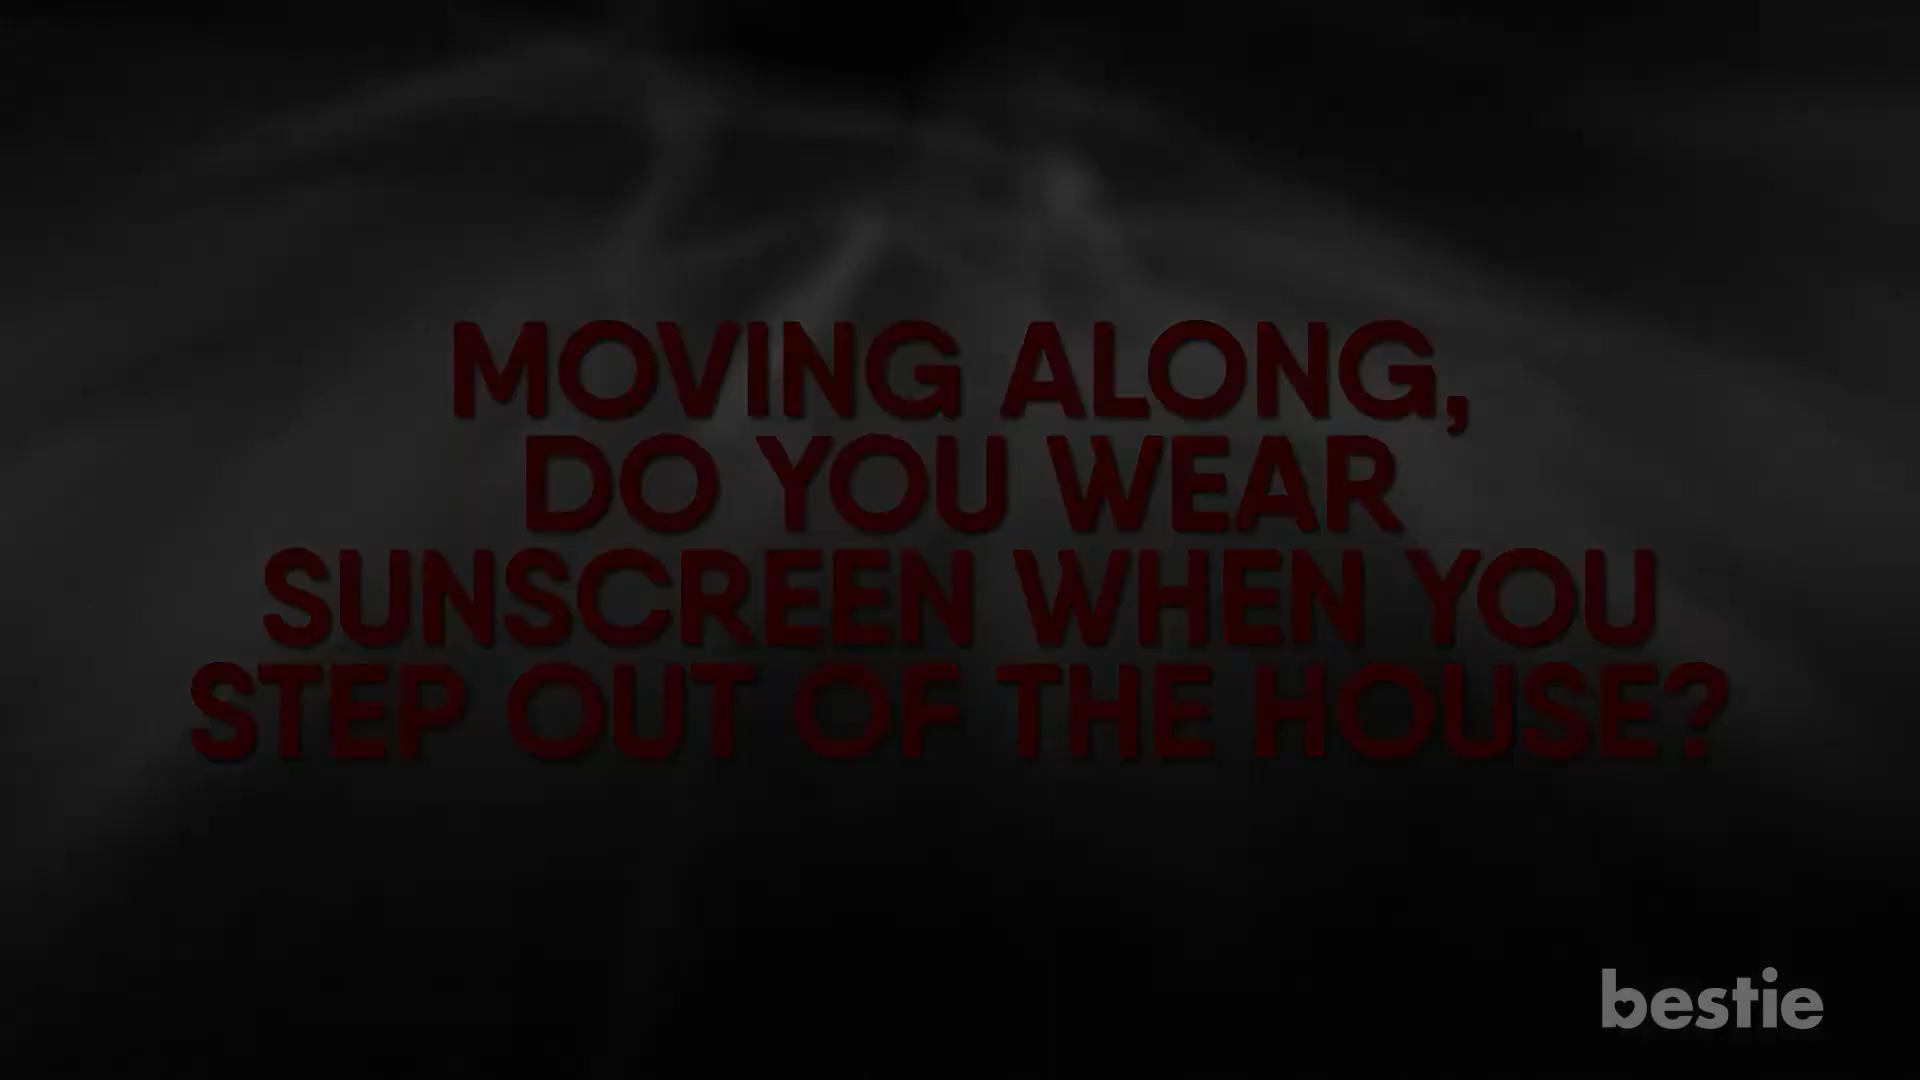 MOVING ALONG,
DO YOU WEAR
SUNSCREEN WHEN YOU
STEP OUT OF THE HOUSE?
bestie